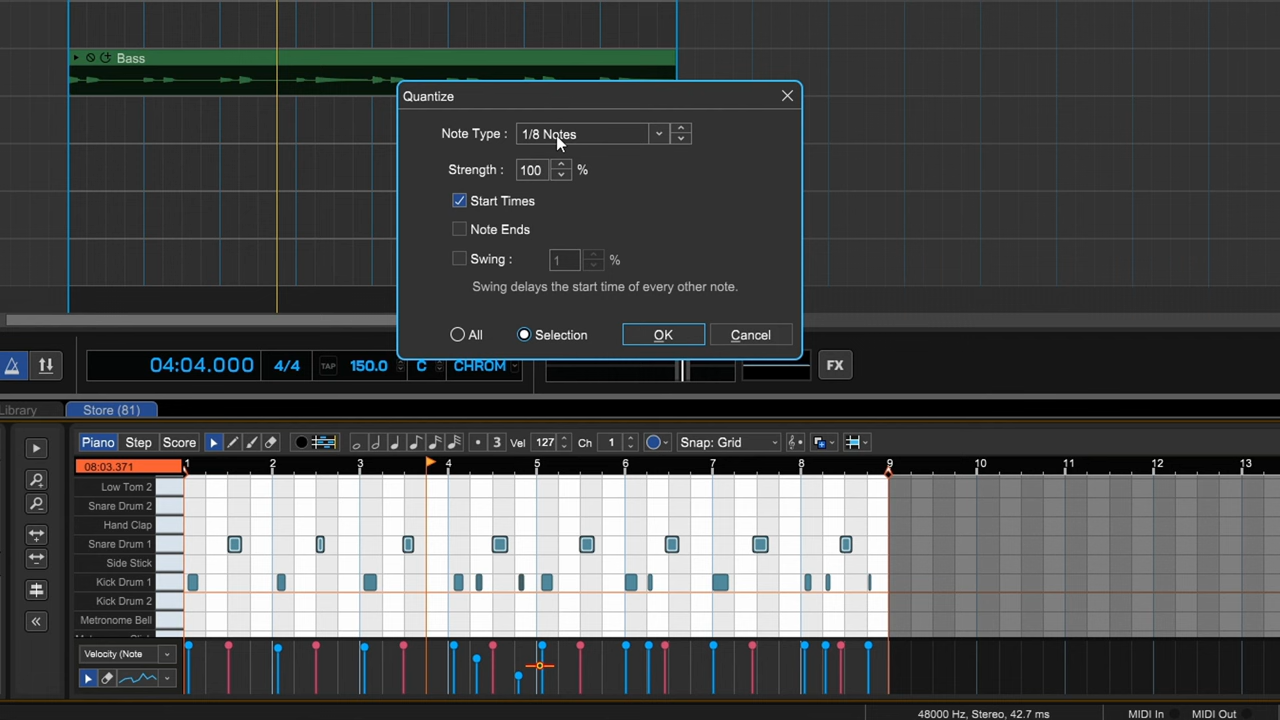 Bass
Quantize
Note Type :
1/8 Notes
Strength :
100
%
Start Times
Note Ends
Swing :
1
%
Swing delays the start time of every other note.
All
Selection
OK
Cancel
04:04.000
4/4
TAP
150.0
C
CHROM
FX
Library
Store (81)
Piano
Step
Score
3
Vel
127
Ch
1
Snap: Grid
08:03.371
1 2 3 4 5 6 7 8 9 10 11 12 13
Low Tom 2
Snare Drum 2
Hand Clap
Snare Drum 1
Side Stick
Kick Drum 1
Kick Drum 2
Metronome Bell
Velocity (Note
48000 Hz, Stereo, 42.7 ms
MIDI In
MIDI Out